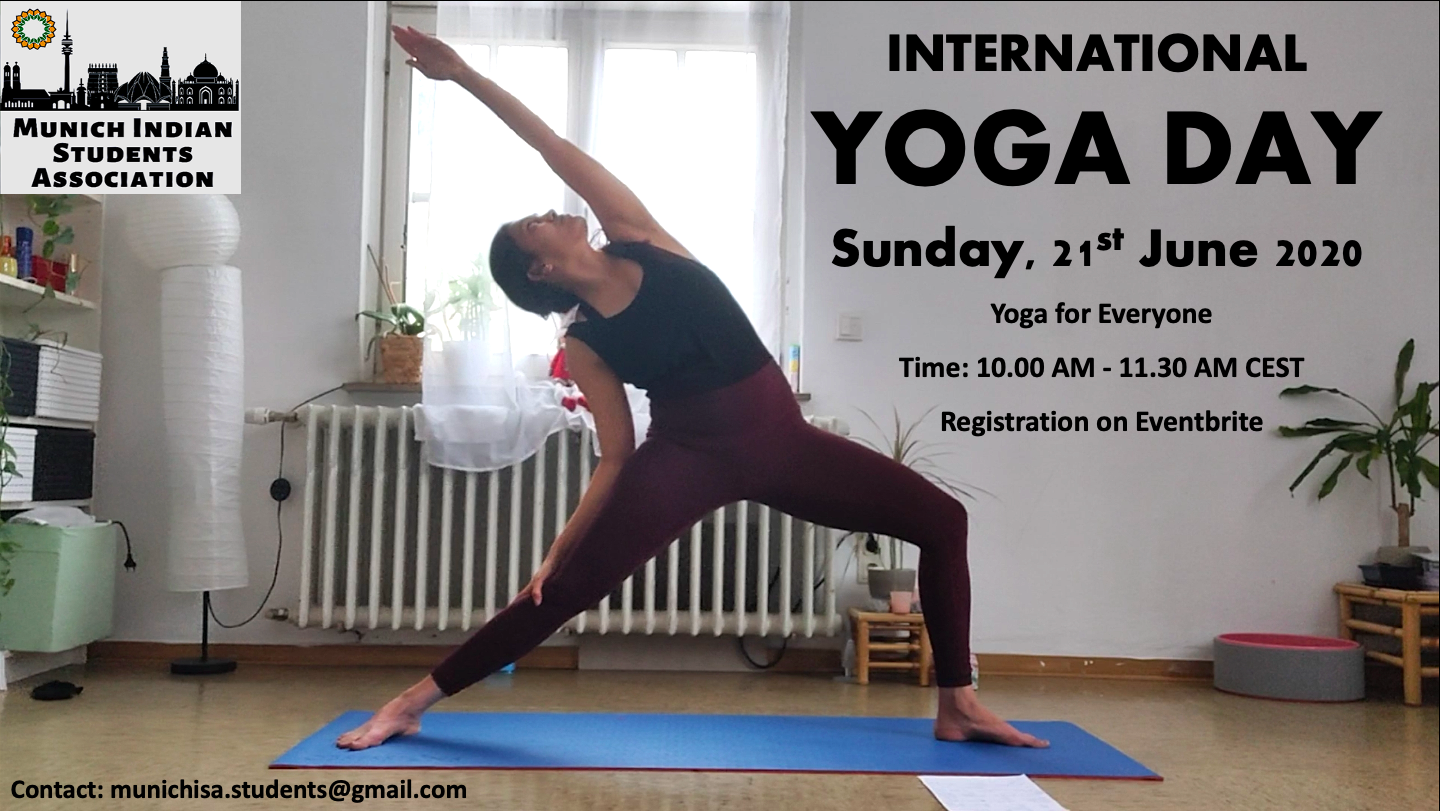 MUNICH INDIAN
STUDENTS
ASSOCIATION
INTERNATIONAL
YOGA DAY
Sunday, 21st June 2020
Yoga for Everyone
Time: 10.00 AM - 11.30 AM CEST
Registration on Eventbrite
Contact: munichisa.students@gmail.com